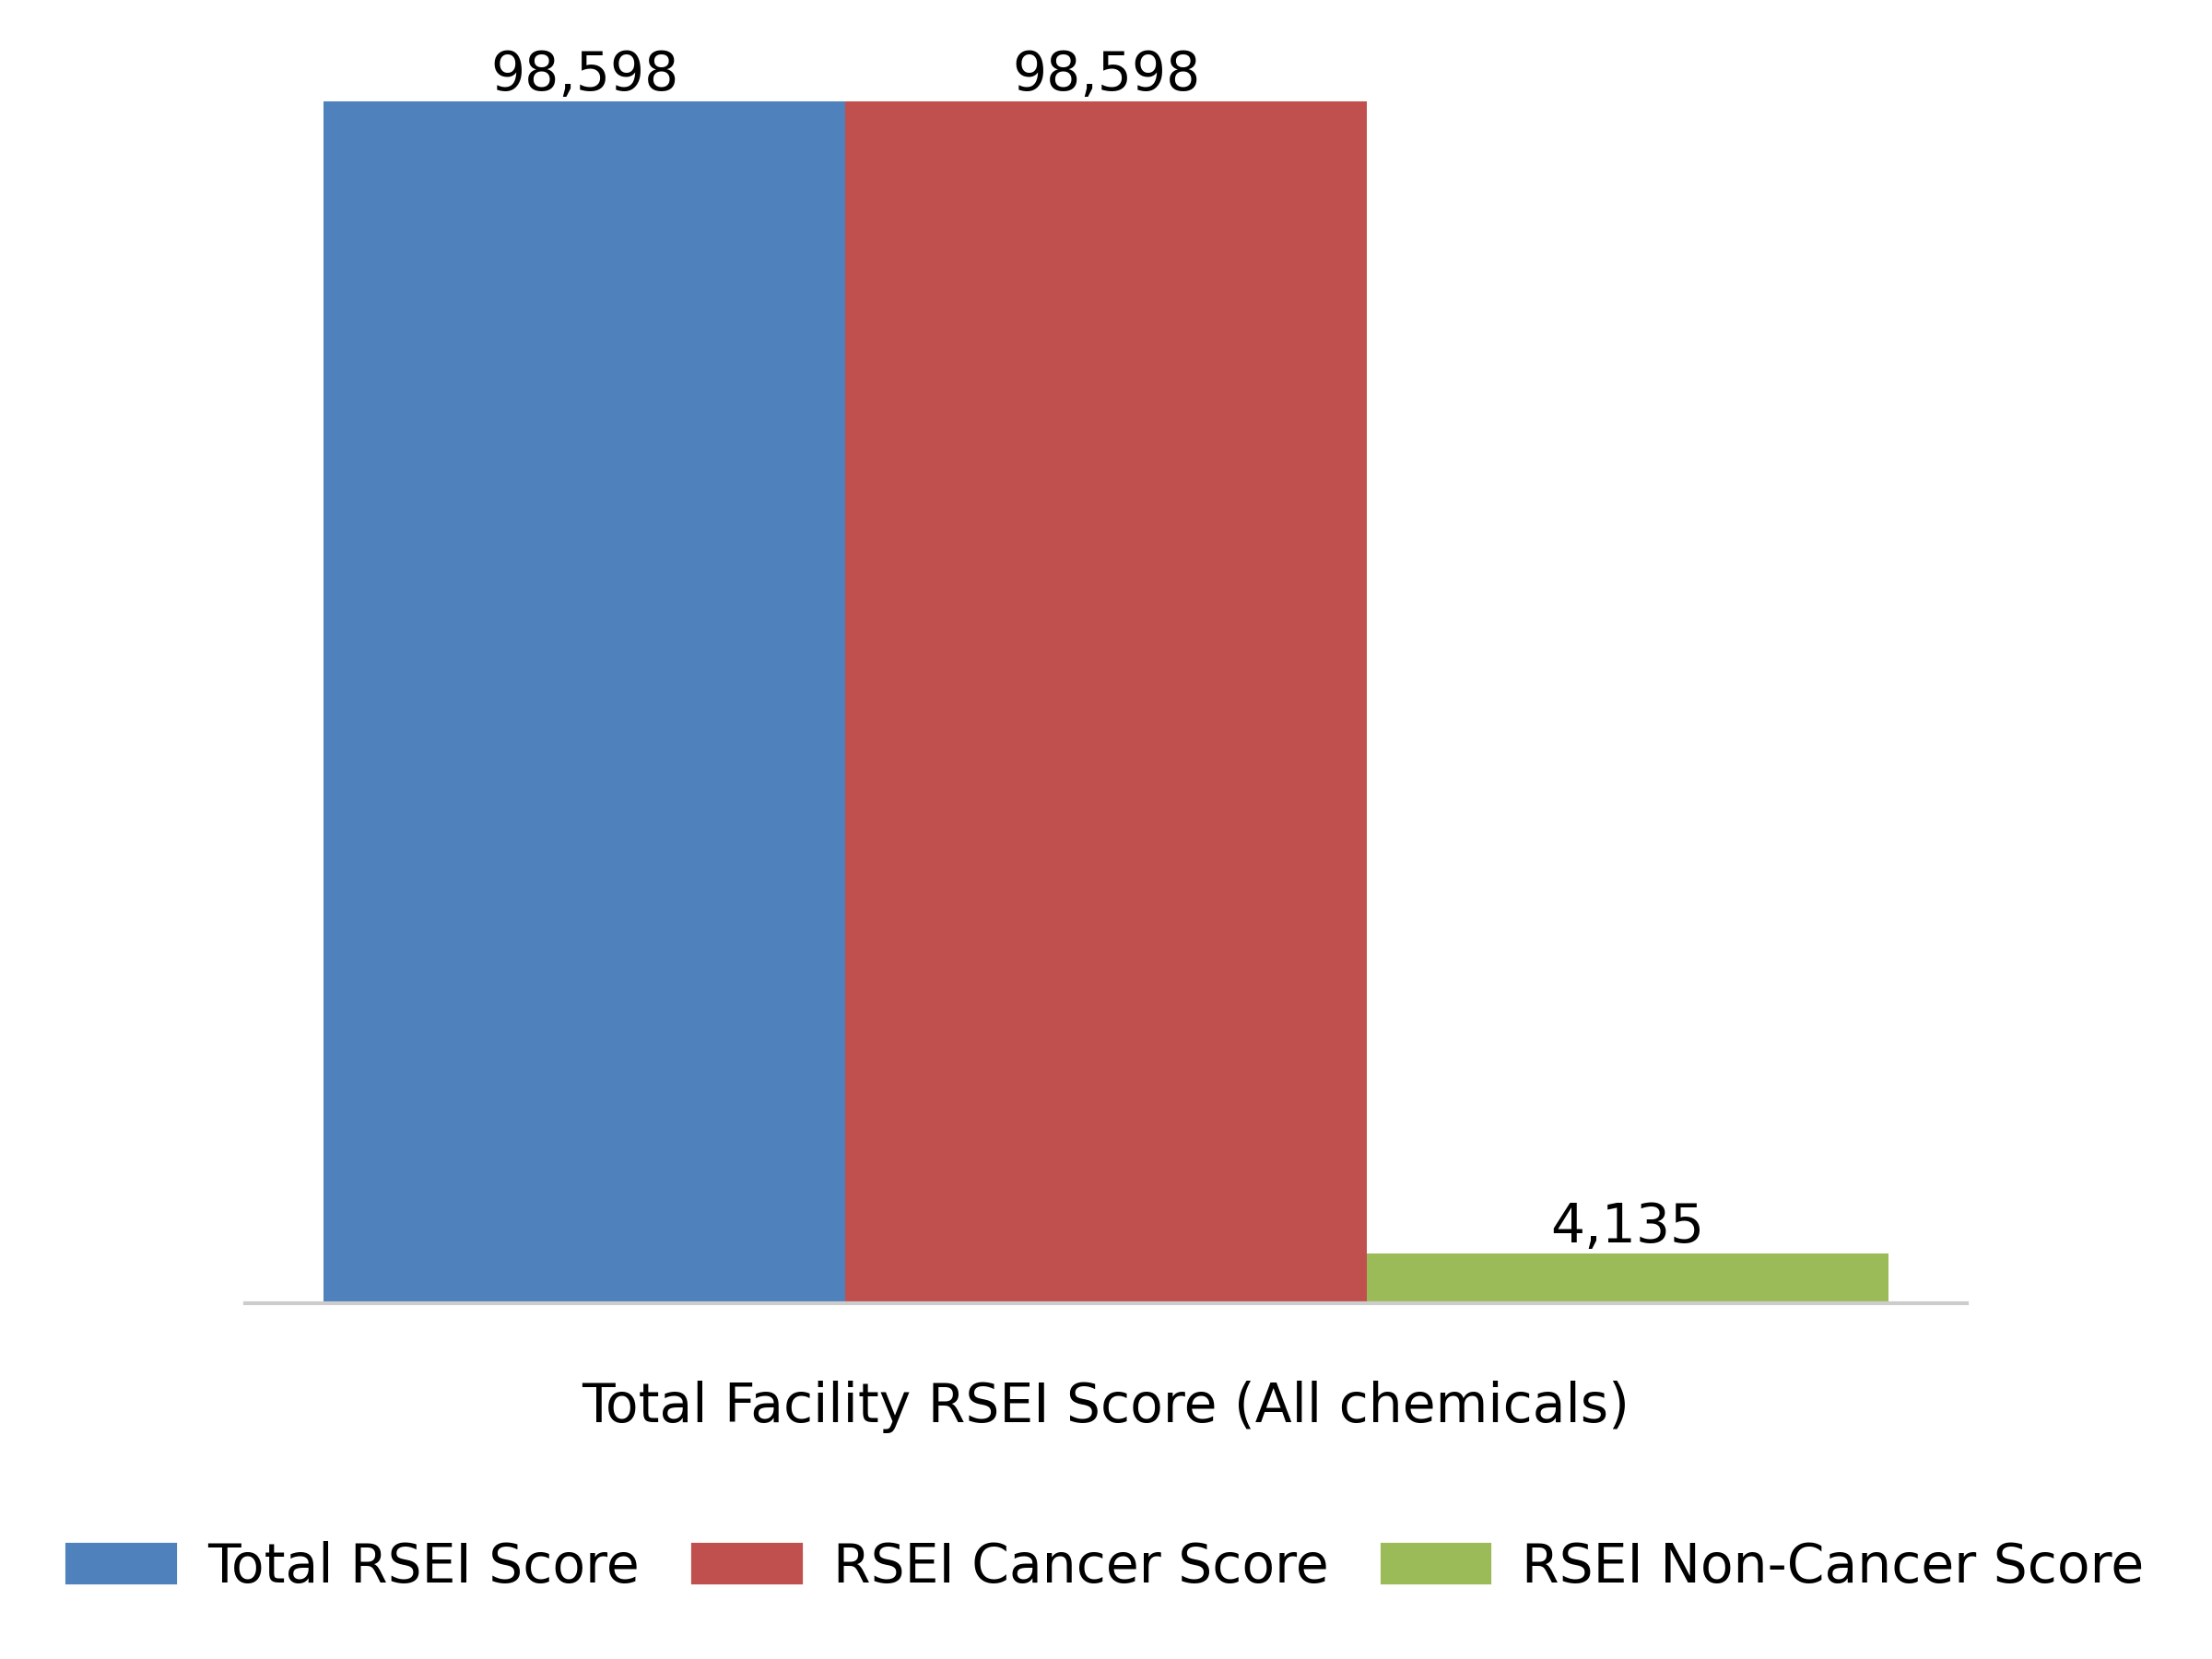 98,598 98,598
4,135
Total Facility RSEI Score (All chemicals)
Total RSEI Score RSEI Cancer Score RSEI Non-Cancer Score